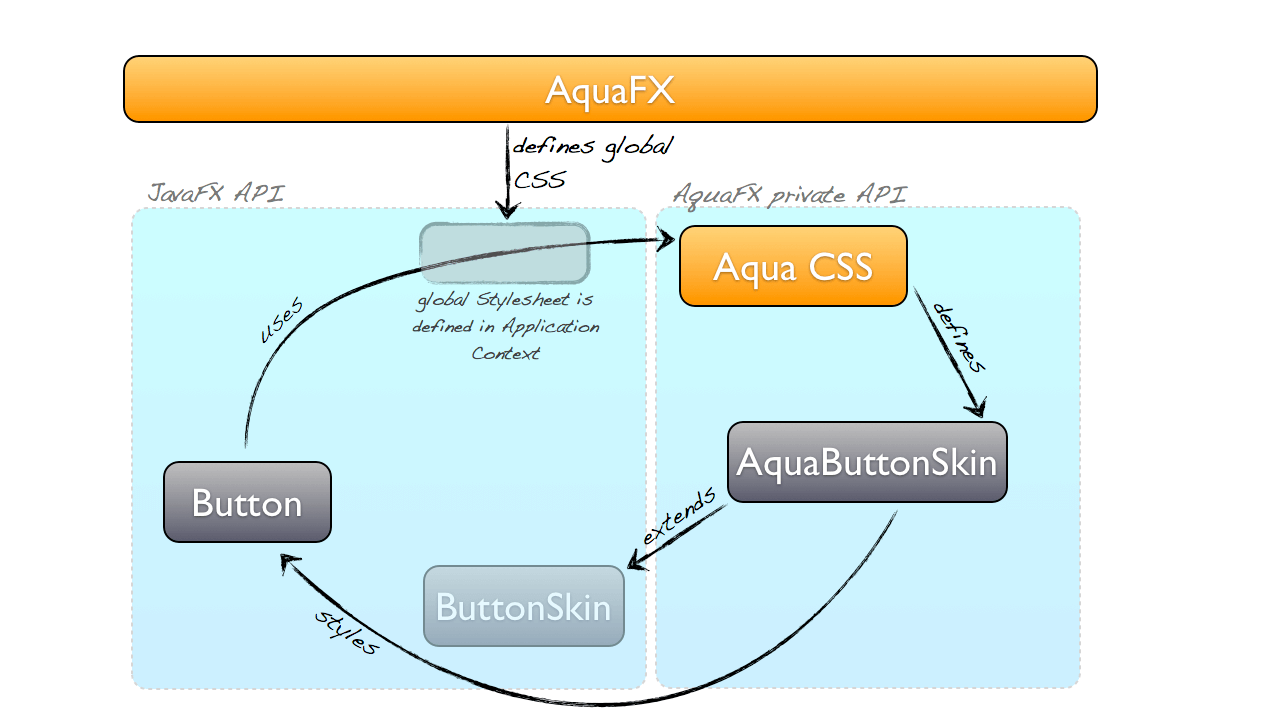 AquaFX
defines global
CSS
JavaFX API
AquaFX private API
Aqua CSS
global Stylesheet is
defined in Application
Context
uses
defines
AquaButtonSkin
Button
extends
ButtonSkin
styles